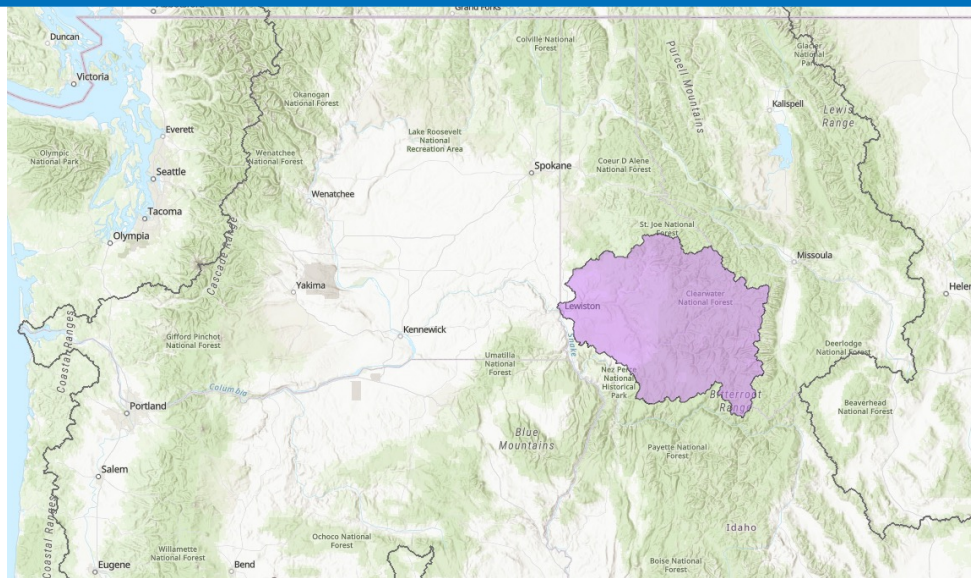 Grand Forks
Duncan
Victoria
Okanogan
National Forest
Colville National
Forest
Purcell Mountains
Glacier
National
Park
Kalispell
Lewis
Range
Everett
Olympic
National Park
Seattle
Wenatchee
National Forest
Lake Roosevelt
National
Recreation Area
Spokane
Coeur D Alene
National Forest
Wenatchee
Tacoma
Olympia
St. Joe National
Forest
Missoula
Cascade Range
Yakima
Lewiston
Clearwater
National Forest
Helen
Coastal Ranges
Gifford Pinchot
National Forest
Kennewick
Snake
Umatilla
National
Forest
Nez Perce
National
Historical
Park
Deerlodge
National Forest
Columbia
Portland
Bitterroot
Range
Beaverhead
National Forest
Blue
Mountains
Payette National
Forest
Salem
Coastal Ranges
Idaho
Ochoco National
Forest
Willamette
National Forest
Eugene
Bend
Boise National
Forest